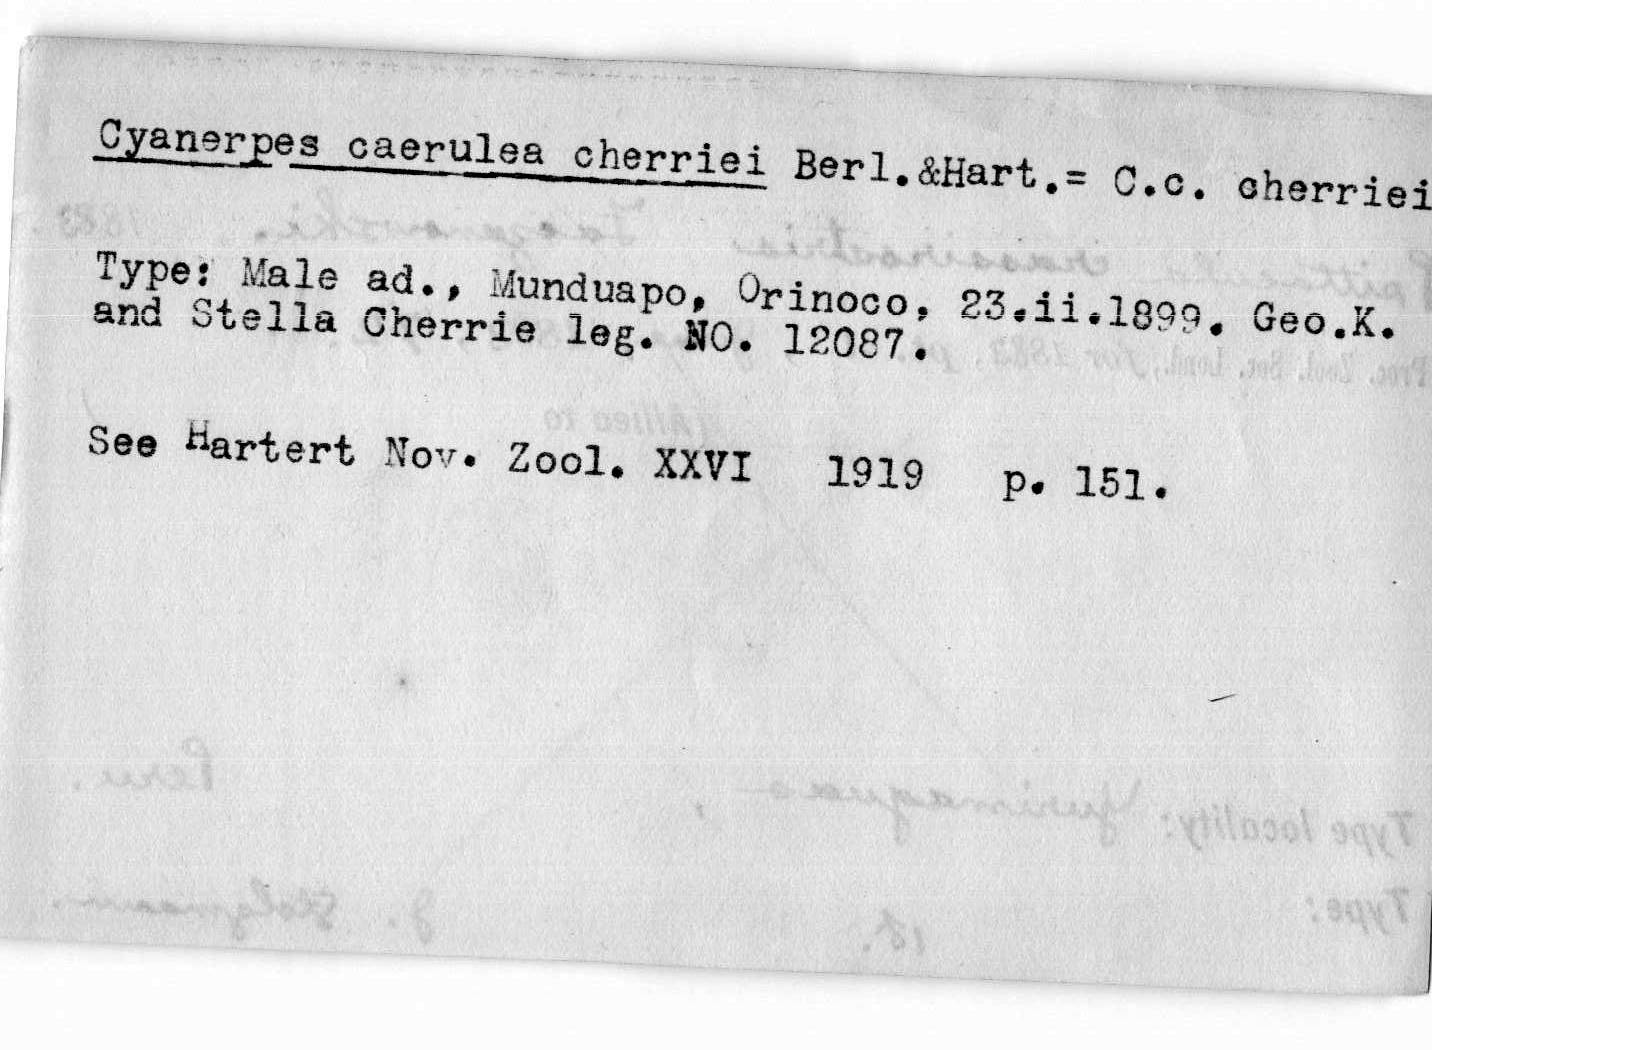 Cyanerpes caerulea cherriei Berl.&Hart.= C.c. cherriei
Type: Male ad., Munduapo, Orinoco, 23.ii.1899. Geo.K.
and Stella Cherrie leg. NO. 12087.
See Hartert Nov. Zool. XXVI 1919 p. 151.